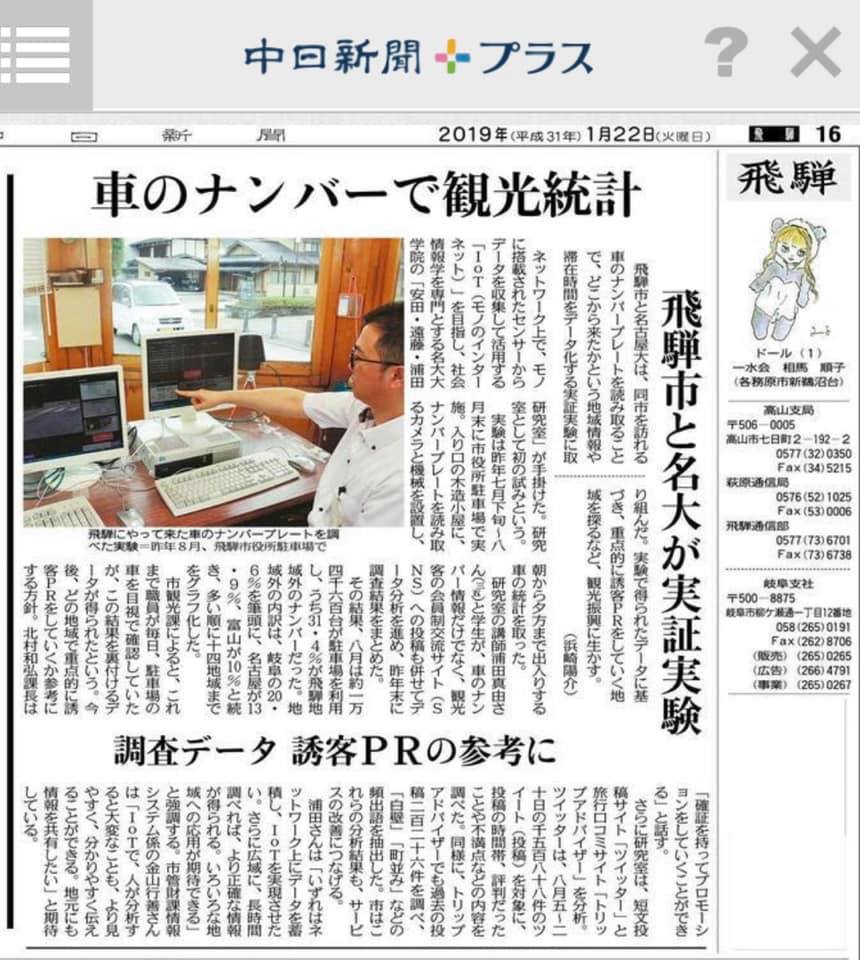 中日新聞プラス
?
×
中日新聞
2019年(平成31年)1月22日(火曜日)
飛騨 16
車のナンバーで観光統計
飛騨市と名大が実証実験
飛騨市と名古屋大は、同市を訪れる
車のナンバープレートを読み取ること
で、どこから来たかという地域情報や
滞在時間をデータ化する実証実験に取
り組んだ。実験で得られたデータに基
づき、重点的に誘客PRをしていく地
域を探るなど、観光振興に生かす。
(浜崎陽介)
ネットワーク上で、モノ
に搭載されたセンサーから
データを収集して活用する
「IoT(モノのインター
ネット)」を目指し、社会
情報学を専門とする名大大
学院の「安田・遠藤・浦田
研究室」が手掛けた。研究
室として初の試みという。
実験は昨年七月下旬~八
月末に市役所駐車場で実
施。入り口の木造小屋に、
ナンバープレートを読み取
るカメラと機械を設置し、
朝から夕方まで出入りする
車の統計を取った。
研究室の講師浦田真由さ
んと学生が、車のナン
バー情報だけでなく、観光
客の会員制交流サイト(S
NS)への投稿も併せてデ
ータ分析を進め、昨年末に
調査結果をまとめた。
その結果、八月は約一万
四千六百台が駐車場を利用
し、うち31・4%が飛騨地
域外のナンバーだった。地
域外の内訳は、岐阜の20・
6%を筆頭に、名古屋が13
・9%、富山が10%と続
き、多い順に十四地域まで
をグラフ化した。
市観光課によると、これ
まで職員が毎日、駐車場の
車を目視で確認していた
が、この結果を裏付けるデ
ータが得られたという。今
後、どの地域で重点的に誘
客PRをしていくか参考に
する方針。北村和弘課長は
飛騨にやって来た車のナンバープレートを調
べた実験=昨年8月、飛騨市役所駐車場で
調査データ 誘客PRの参考に
「確証を持ってプロモーシ
ョンをしていくことができ
る」と話す。
さらに研究室は、短文投
稿サイト「ツイッター」と
旅行口コミサイト「トリッ
プアドバイザー」を分析。
ツイッターは、八月五~二
十日の千五百八十八件のツ
イート(投稿)を対象に、
投稿の時間帯、評判だった
ことや不満点などの内容を
調べた。同様に、トリップ
アドバイザーでも過去の投
稿二百二十六件を調べ、
「白壁」「町並み」などの
頻出語を抽出した。市はこ
れらの分析結果も、サービ
スの改善につなげる。
浦田さんは「いずれはネ
ットワーク上にデータを蓄
積し、IoTを実現させた
い。さらに広域に、長時間
調べれば、より正確な情報
が得られる。いろいろな地
域への応用が期待できる」
と強調する。市管財課情報
システム係の金山行善さん
は「IoTで、人が分析す
ると大変なことも、より見
やすく、分かりやすく伝え
ることができる。地元にも
情報を共有したい」と期待
している。
飛騨
ドール(1)
一水会 相馬 順子
(各務原市新鵜沼台)
高山支局
〒506-0005
高山市七日町2-192-2
0577(32)0350
Fax(34)5215
萩原通信局
0576(52)1025
Fax(53)0006
飛騨通信部
0577(73)6701
Fax(73)6738
岐阜支社
〒500-8875
岐阜市柳ケ瀬通一丁目12番地
058(265)0191
Fax(262)8706
(販売)(265)0265
(広告)(266)4791
(事業)(265)0267